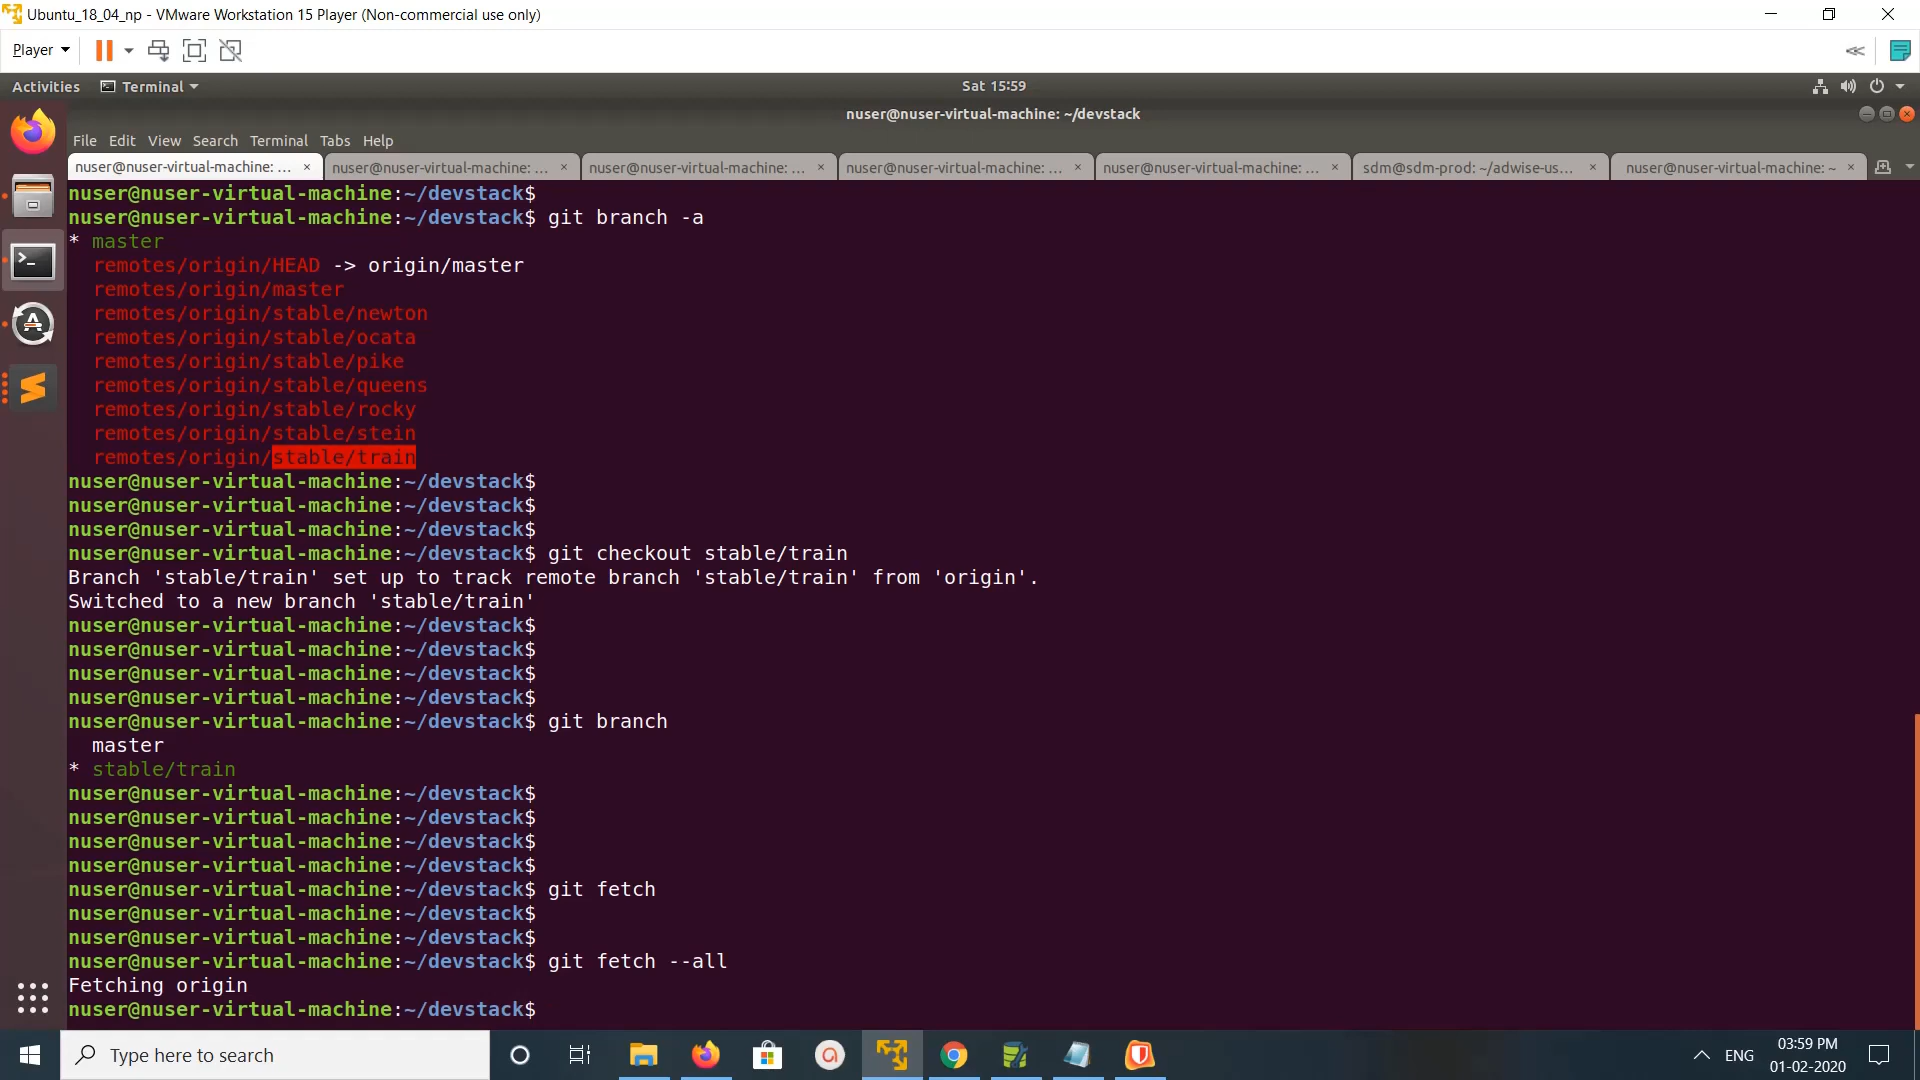 Ubuntu_18_04_np - VMware Workstation 15 Player (Non-commercial use only)
Player
Activities Terminal Sat 15:59
nuser@nuser-virtual-machine: ~/devstack
File Edit View Search Terminal Tabs Help
nuser@nuser-virtual-machine: ... nuser@nuser-virtual-machine: ... nuser@nuser-virtual-machine: ... nuser@nuser-virtual-machine: ... nuser@nuser-virtual-machine: ... sdm@sdm-prod: ~/adwise-us... nuser@nuser-virtual-machine: ~
nuser@nuser-virtual-machine:~/devstack$
nuser@nuser-virtual-machine:~/devstack$ git branch -a
* master
remotes/origin/HEAD -> origin/master
remotes/origin/master
remotes/origin/stable/newton
remotes/origin/stable/ocata
remotes/origin/stable/pike
remotes/origin/stable/queens
remotes/origin/stable/rocky
remotes/origin/stable/stein
remotes/origin/stable/train
nuser@nuser-virtual-machine:~/devstack$
nuser@nuser-virtual-machine:~/devstack$
nuser@nuser-virtual-machine:~/devstack$
nuser@nuser-virtual-machine:~/devstack$ git checkout stable/train
Branch 'stable/train' set up to track remote branch 'stable/train' from 'origin'.
Switched to a new branch 'stable/train'
nuser@nuser-virtual-machine:~/devstack$
nuser@nuser-virtual-machine:~/devstack$
nuser@nuser-virtual-machine:~/devstack$
nuser@nuser-virtual-machine:~/devstack$
nuser@nuser-virtual-machine:~/devstack$ git branch
master
* stable/train
nuser@nuser-virtual-machine:~/devstack$
nuser@nuser-virtual-machine:~/devstack$
nuser@nuser-virtual-machine:~/devstack$
nuser@nuser-virtual-machine:~/devstack$
nuser@nuser-virtual-machine:~/devstack$ git fetch
nuser@nuser-virtual-machine:~/devstack$
nuser@nuser-virtual-machine:~/devstack$
nuser@nuser-virtual-machine:~/devstack$ git fetch --all
Fetching origin
nuser@nuser-virtual-machine:~/devstack$
Type here to search
ENG
03:59 PM
01-02-2020